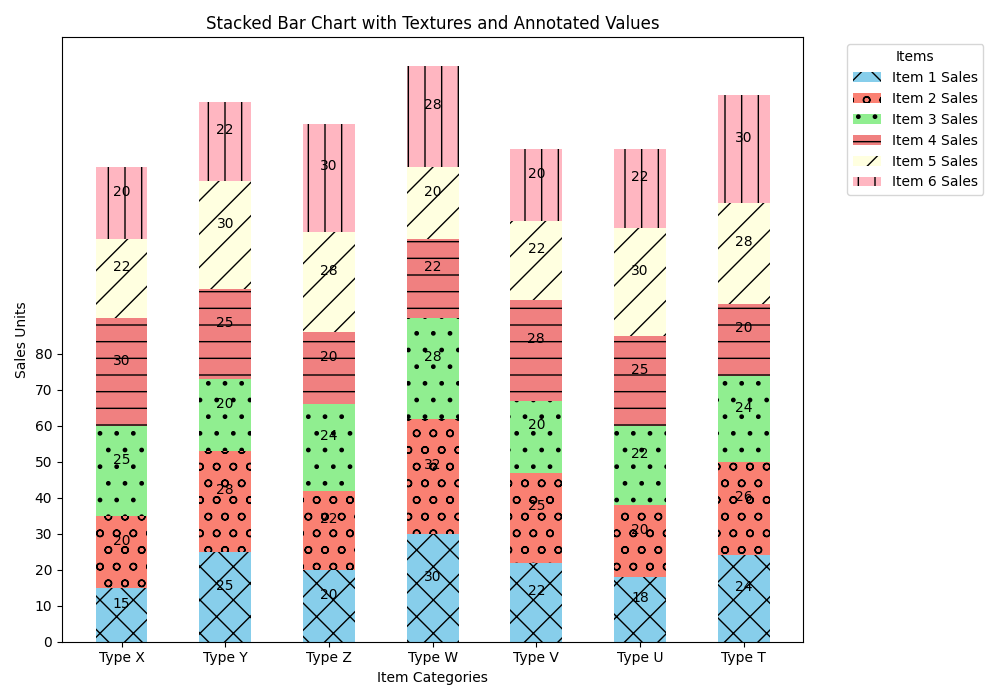 Stacked Bar Chart with Textures and Annotated Values
Items
Item 1 Sales
Item 2 Sales
Item 3 Sales
Item 4 Sales
Item 5 Sales
Item 6 Sales
Sales Units
80
70
60
50
40
30
20
10
0
20 22 30 28 20 22 30
22 30 28 20 22 30 28
30 25 20 22 28 25 20
25 20 24 28 20 22 24
20 28 22 32 25 20 26
15 25 20 30 22 18 24
Type X Type Y Type Z Type W Type V Type U Type T
Item Categories